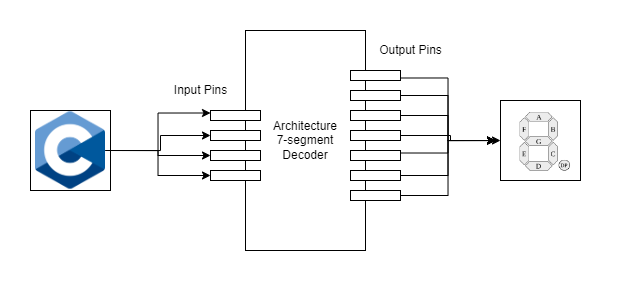 Output Pins
Input Pins
Architecture
7-segment
Decoder
C
A
F
B
G
E
C
D
DP